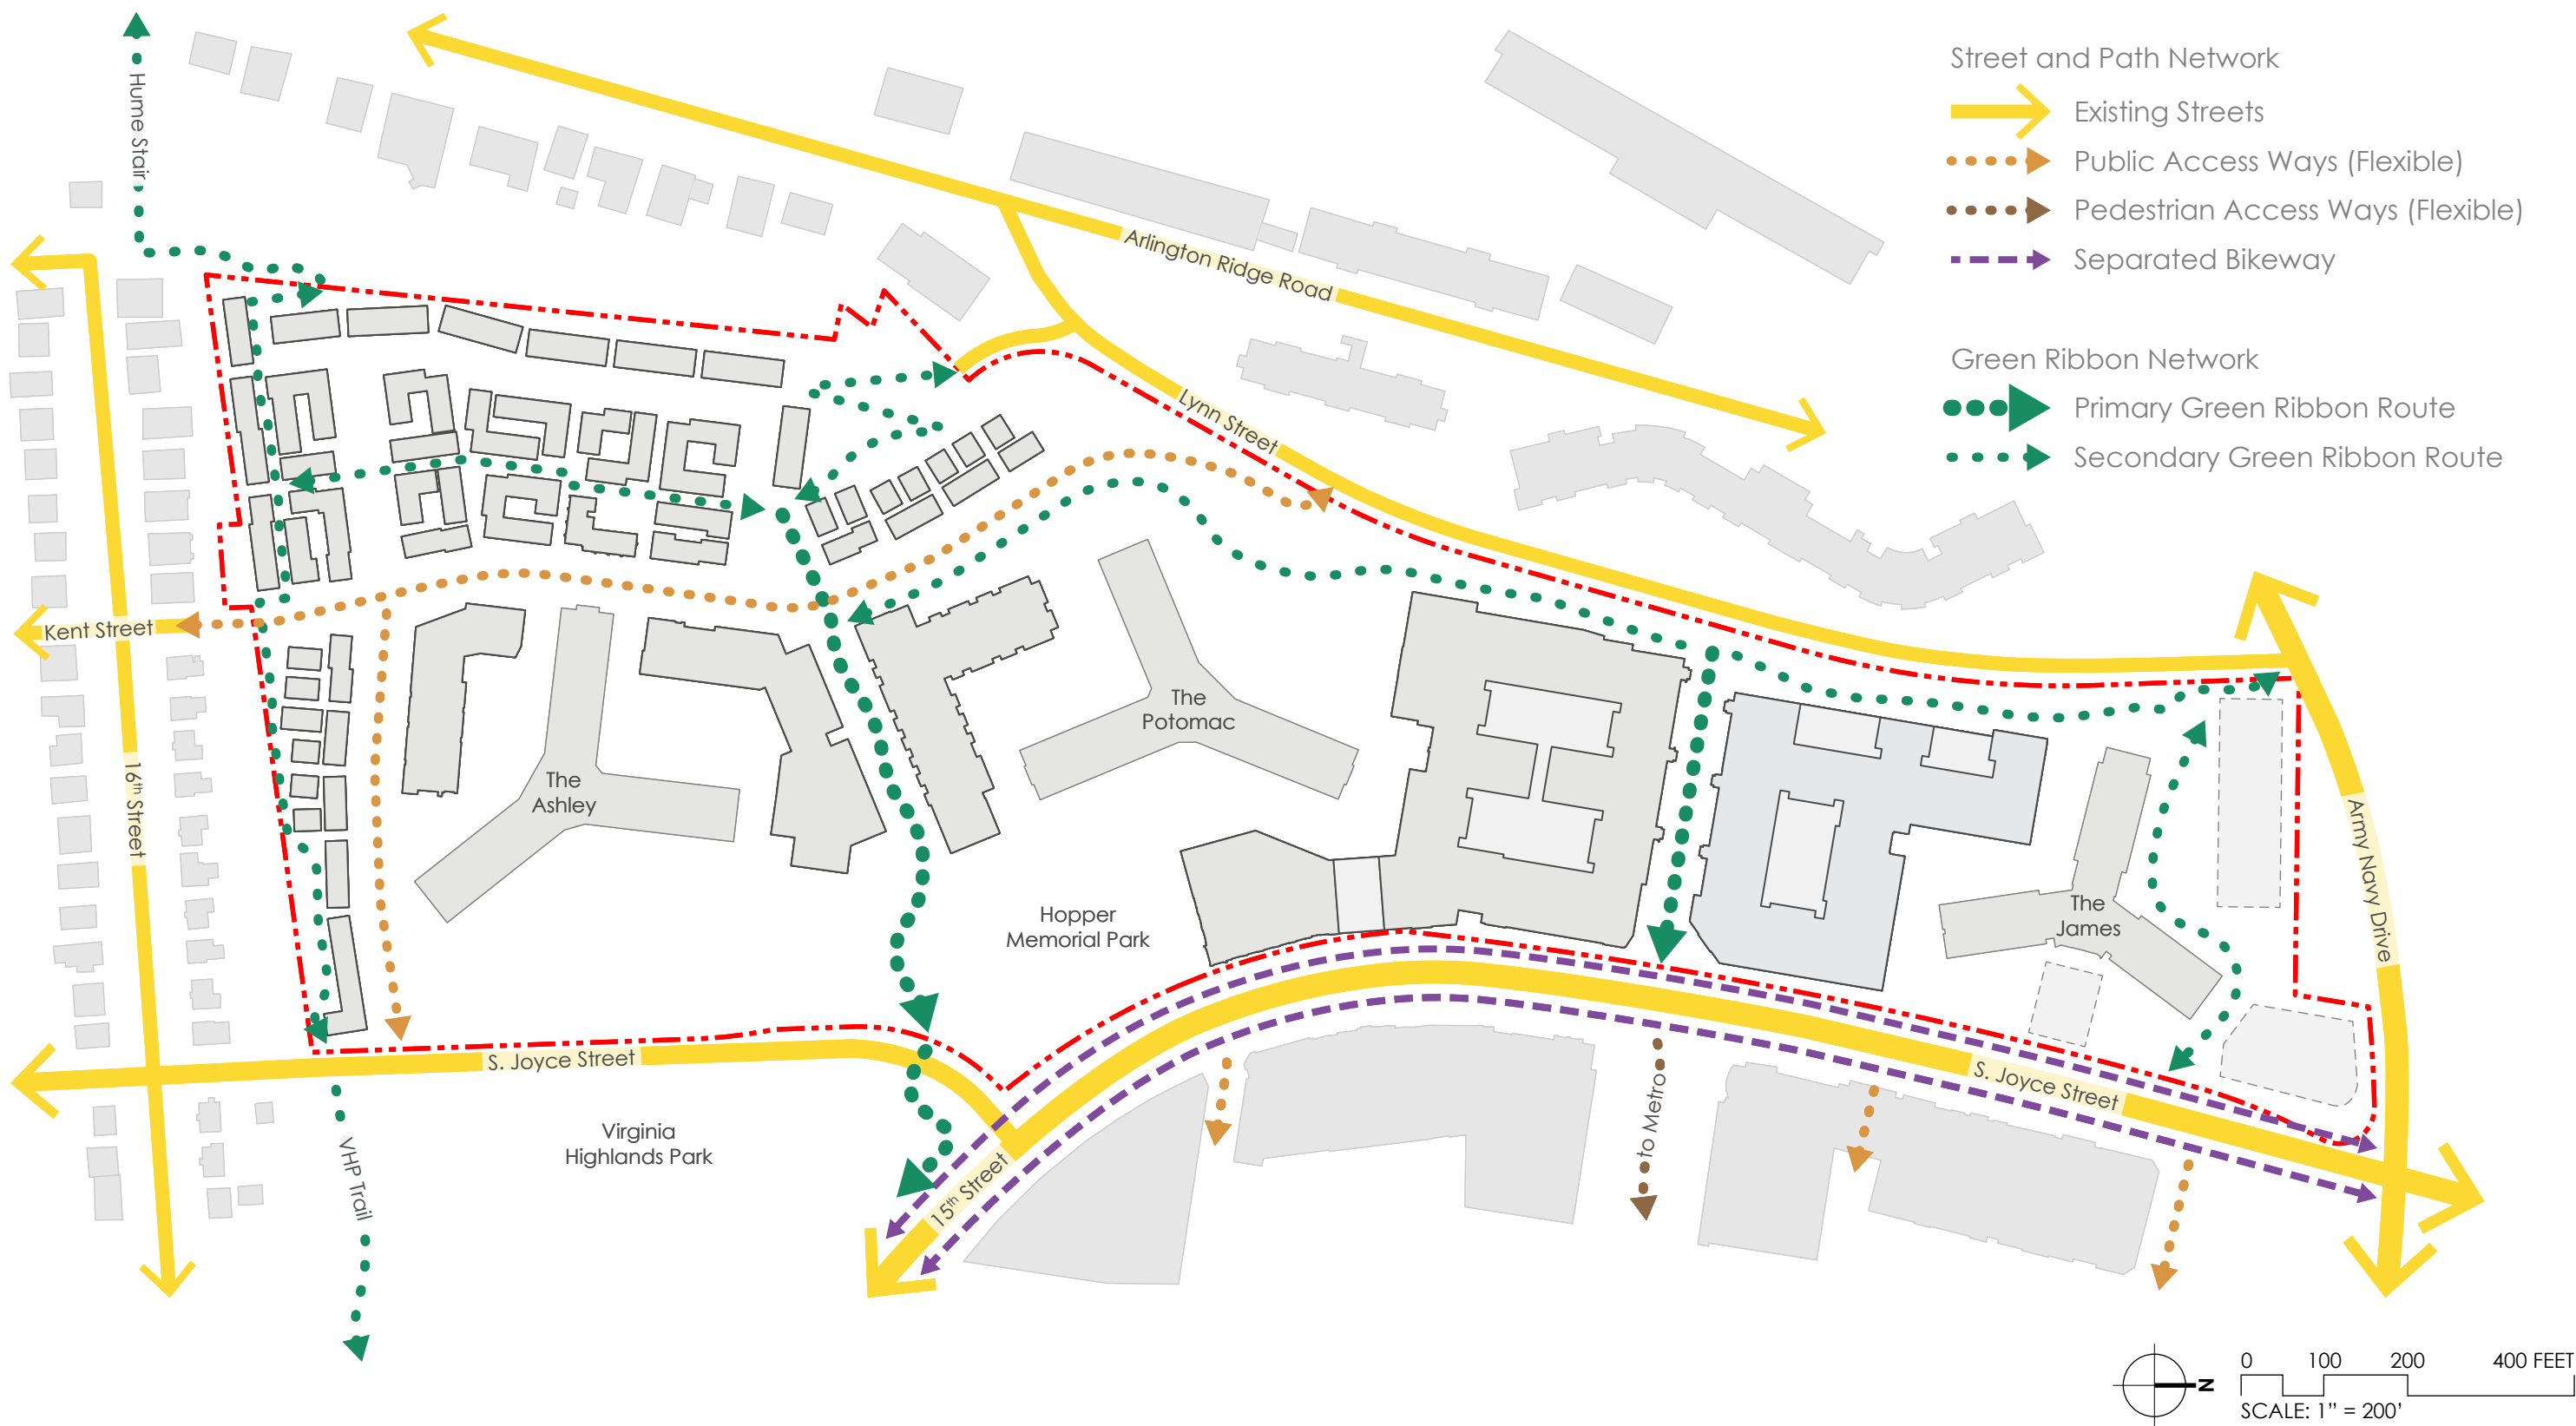 Street and Path Network
Existing Streets
Public Access Ways (Flexible)
Pedestrian Access Ways (Flexible)
Separated Bikeway
Green Ribbon Network
Primary Green Ribbon Route
Secondary Green Ribbon Route
Hume Stair
Arlington Ridge Road
Lynn Street
Kent Street
16th Street
The
Ashley
The
Potomac
The
James
Army Navy Drive
Hopper
Memorial Park
S. Joyce Street
S. Joyce Street
to Metro
Virginia
Highlands Park
VHP Trail
15th Street
N
0 100 200 400 FEET
SCALE: 1” = 200’